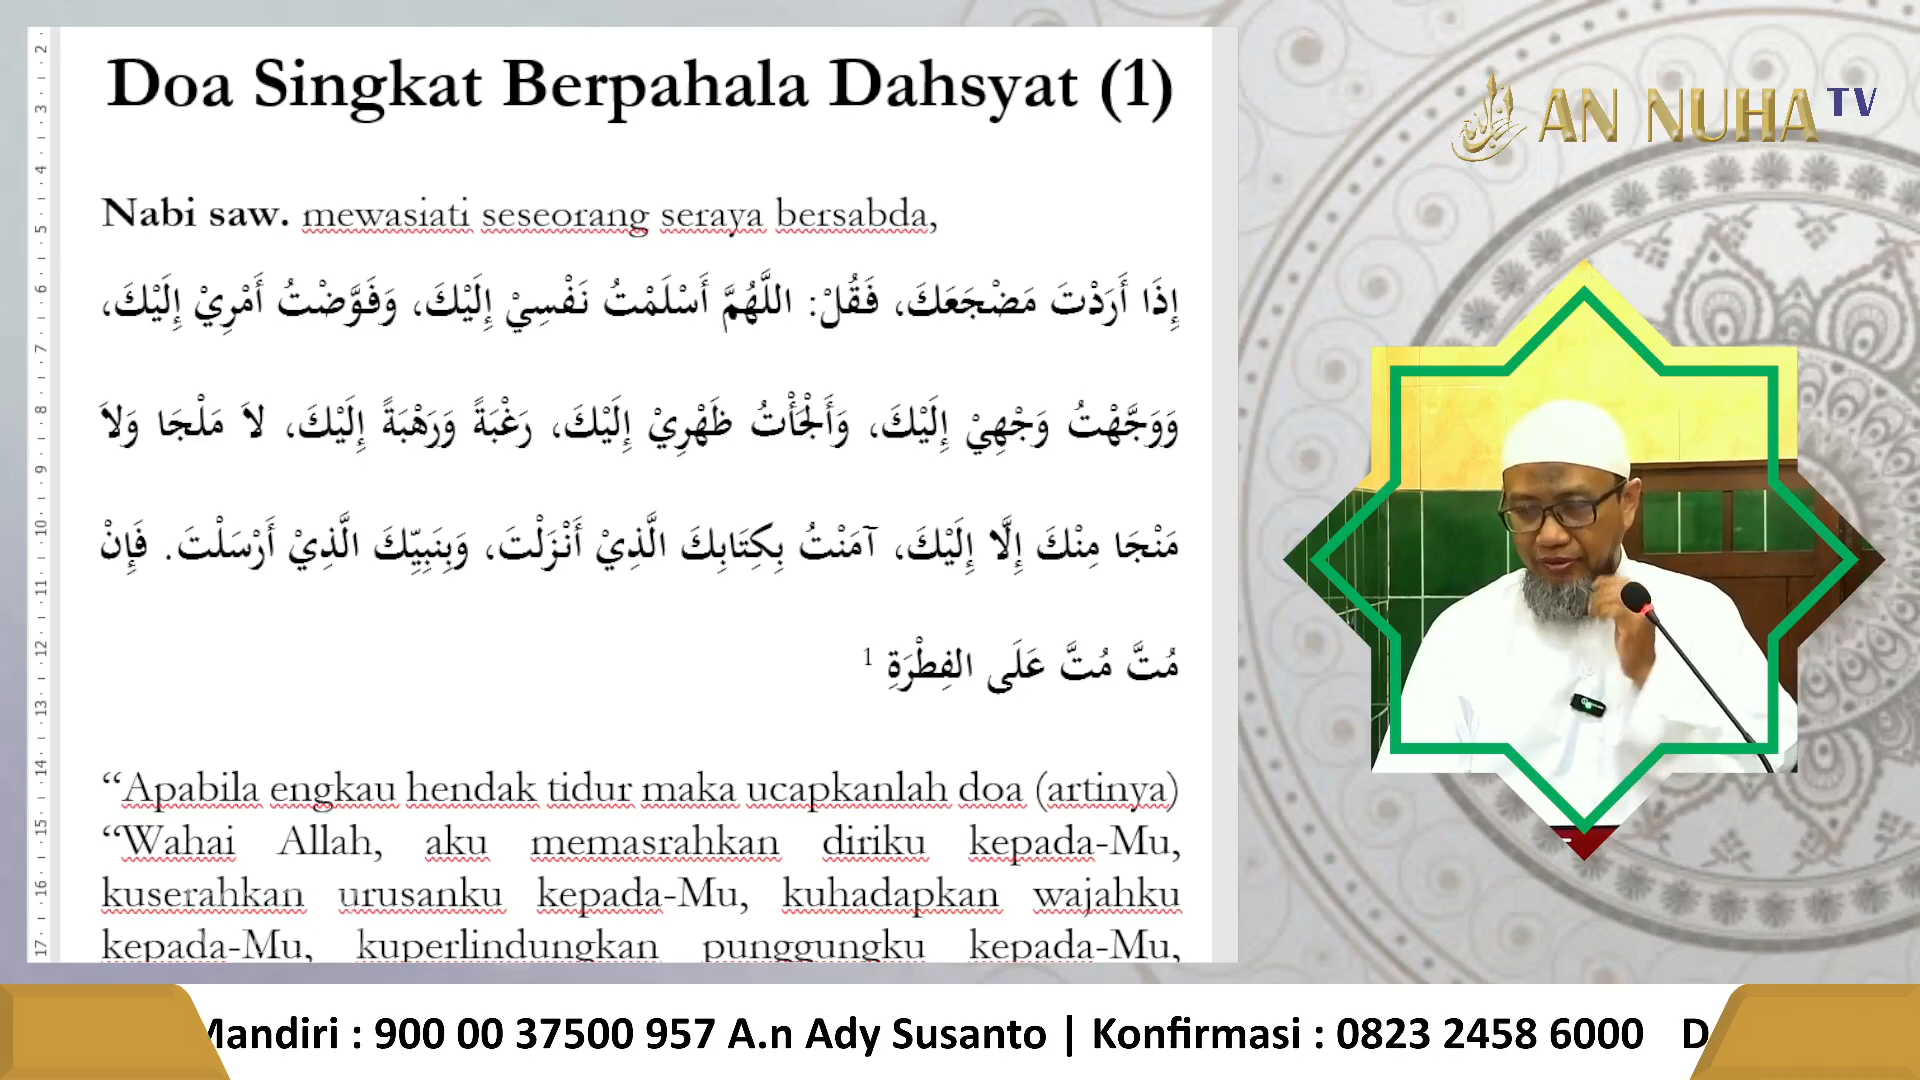 Doa Singkat Berpahala Dahsyat (1)
AN NUHA TV
Nabi saw. mewasiati seseorang seraya bersabda,
إِذَا أَرَدْتَ مَضْجَعَكَ، فَقُلْ: اللَّهُمَّ أَسْلَمْتُ نَفْسِيْ إِلَيْكَ، وَفَوَّضْتُ أَمْرِيْ إِلَيْكَ،
وَوَجَّهْتُ وَجْهِيْ إِلَيْكَ، وَأَلْجَأْتُ ظَهْرِيْ إِلَيْكَ، رَغْبَةً وَرَهْبَةً إِلَيْكَ، لاَ مَلْجَا وَلاَ
مَنْجَا مِنْكَ إِلَّا إِلَيْكَ، آمَنْتُ بِكِتَابِكَ الَّذِيْ أَنْزَلْتَ، وَبِنَبِيِّكَ الَّذِيْ أَرْسَلْتَ. فَإِنْ
مُتَّ مُتَّ عَلَى الفِطْرَةِ 1
“Apabila engkau hendak tidur maka ucapkanlah doa (artinya)
“Wahai Allah, aku memasrahkan diriku kepada-Mu,
kuserahkan urusanku kepada-Mu, kuhadapkan wajahku
kepada-Mu, kuperlindungkan punggungku kepada-Mu,
Mandiri : 900 00 37500 957 A.n Ady Susanto | Konfirmasi : 0823 2458 6000 D